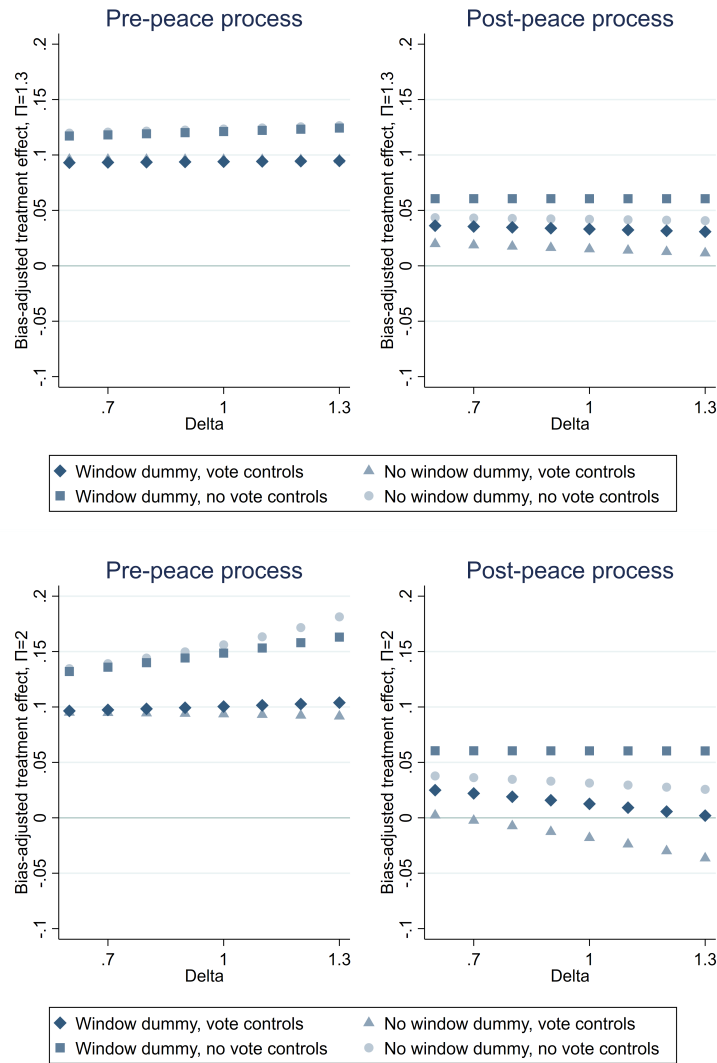 Pre-peace process
Post-peace process
Bias-adjusted treatment effect, Π=1.3
.2
.15
.1
.05
0
-.05
-.1
.7
1
1.3
Delta
Bias-adjusted treatment effect, Π=1.3
.2
.15
.1
.05
0
-.05
-.1
.7
1
1.3
Delta
Window dummy, vote controls
No window dummy, vote controls
Window dummy, no vote controls
No window dummy, no vote controls
Pre-peace process
Post-peace process
Bias-adjusted treatment effect, Π=2
.2
.15
.1
.05
0
-.05
-.1
.7
1
1.3
Delta
Bias-adjusted treatment effect, Π=2
.2
.15
.1
.05
0
-.05
-.1
.7
1
1.3
Delta
Window dummy, vote controls
No window dummy, vote controls
Window dummy, no vote controls
No window dummy, no vote controls